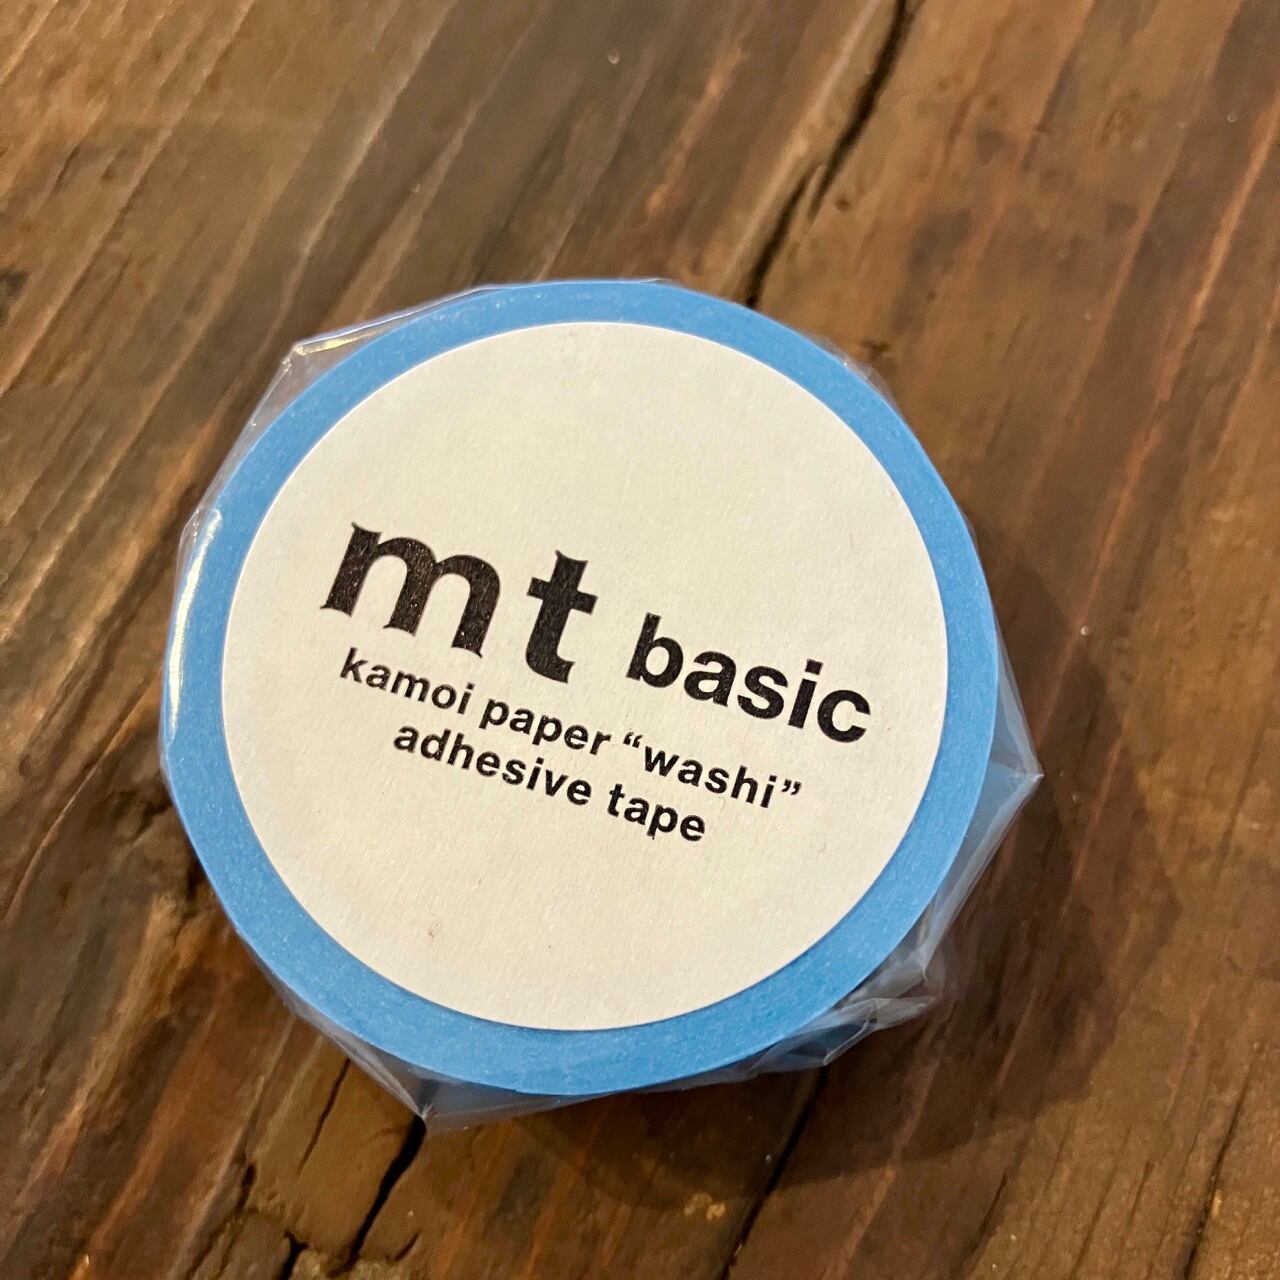 mt basic
kamoi paper “washi”
adhesive tape